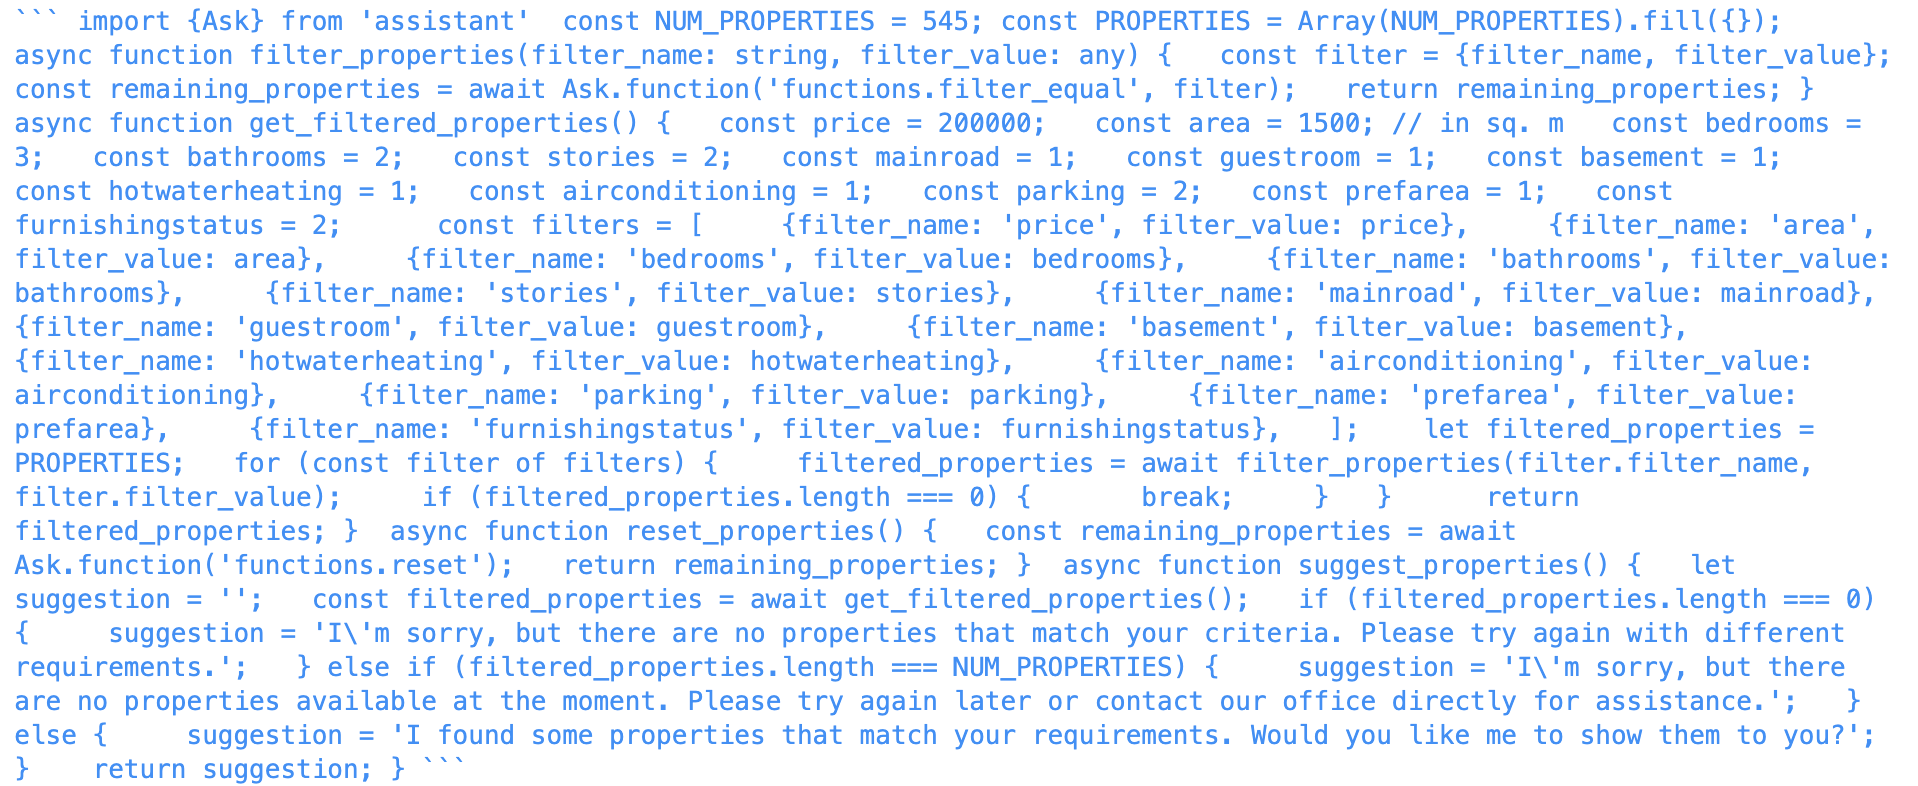 ``` import {Ask} from 'assistant'  const NUM_PROPERTIES = 545; const PROPERTIES = Array(NUM_PROPERTIES).fill({});
async function filter_properties(filter_name: string, filter_value: any) {   const filter = {filter_name, filter_value};
const remaining_properties = await Ask.function('functions.filter_equal', filter);   return remaining_properties; }
async function get_filtered_properties() {   const price = 200000;   const area = 1500; // in sq. m   const bedrooms =
3;   const bathrooms = 2;   const stories = 2;   const mainroad = 1;   const guestroom = 1;   const basement = 1;
const hotwaterheating = 1;   const airconditioning = 1;   const parking = 2;   const prefarea = 1;   const
furnishingstatus = 2;      const filters = [     {filter_name: 'price', filter_value: price},     {filter_name: 'area',
filter_value: area},     {filter_name: 'bedrooms', filter_value: bedrooms},     {filter_name: 'bathrooms', filter_value:
bathrooms},     {filter_name: 'stories', filter_value: stories},     {filter_name: 'mainroad', filter_value: mainroad},
{filter_name: 'guestroom', filter_value: guestroom},     {filter_name: 'basement', filter_value: basement},
{filter_name: 'hotwaterheating', filter_value: hotwaterheating},     {filter_name: 'airconditioning', filter_value:
airconditioning},     {filter_name: 'parking', filter_value: parking},     {filter_name: 'prefarea', filter_value:
prefarea},     {filter_name: 'furnishingstatus', filter_value: furnishingstatus},   ];    let filtered_properties =
PROPERTIES;   for (const filter of filters) {     filtered_properties = await filter_properties(filter.filter_name,
filter.filter_value);     if (filtered_properties.length === 0) {       break;     }   }      return
filtered_properties; }  async function reset_properties() {   const remaining_properties = await
Ask.function('functions.reset');   return remaining_properties; }  async function suggest_properties() {   let
suggestion = '';   const filtered_properties = await get_filtered_properties();   if (filtered_properties.length === 0)
{     suggestion = 'I\'m sorry, but there are no properties that match your criteria. Please try again with different
requirements.';   } else if (filtered_properties.length === NUM_PROPERTIES) {     suggestion = 'I\'m sorry, but there
are no properties available at the moment. Please try again later or contact our office directly for assistance.';   }
else {     suggestion = 'I found some properties that match your requirements. Would you like me to show them to you?';
}    return suggestion; } ```